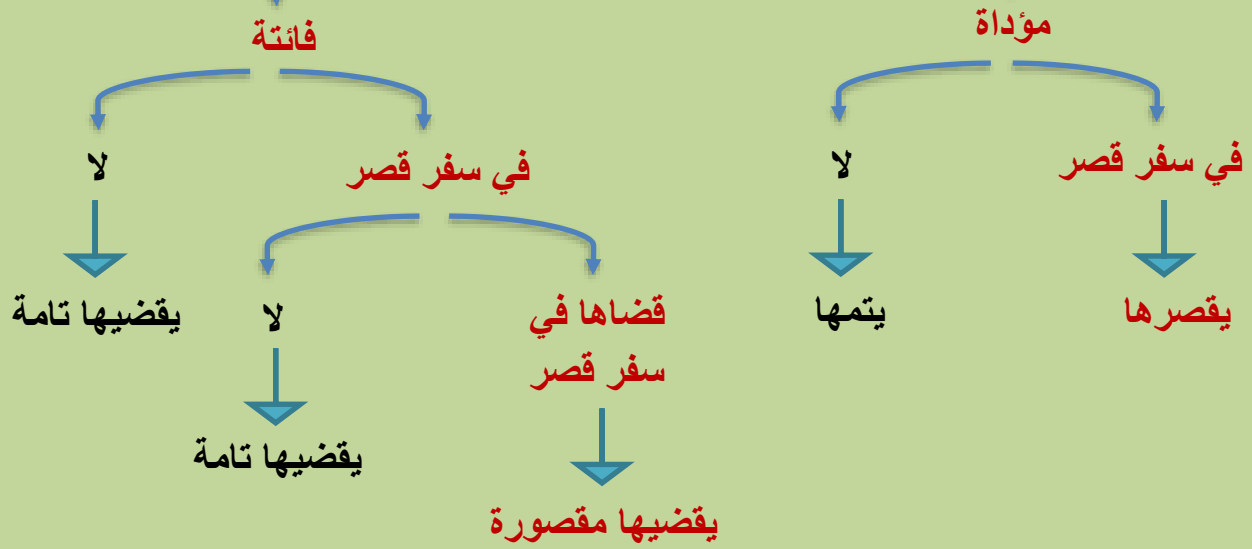 مؤداة
فائتة
في سفر قصر
لا
في سفر قصر
لا
يقصرها
يتمها
قضاها في
سفر قصر
لا
يقضيها تامة
يقضيها تامة
يقضيها مقصورة